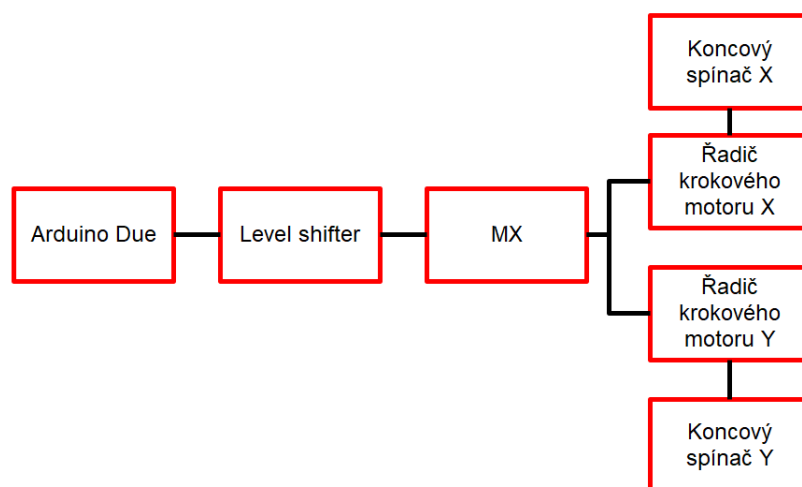 Koncový
spínač X
Řadič
krokového
motoru X
Arduino Due
Level shifter
MX
Řadič
krokového
motoru Y
Koncový
spínač Y